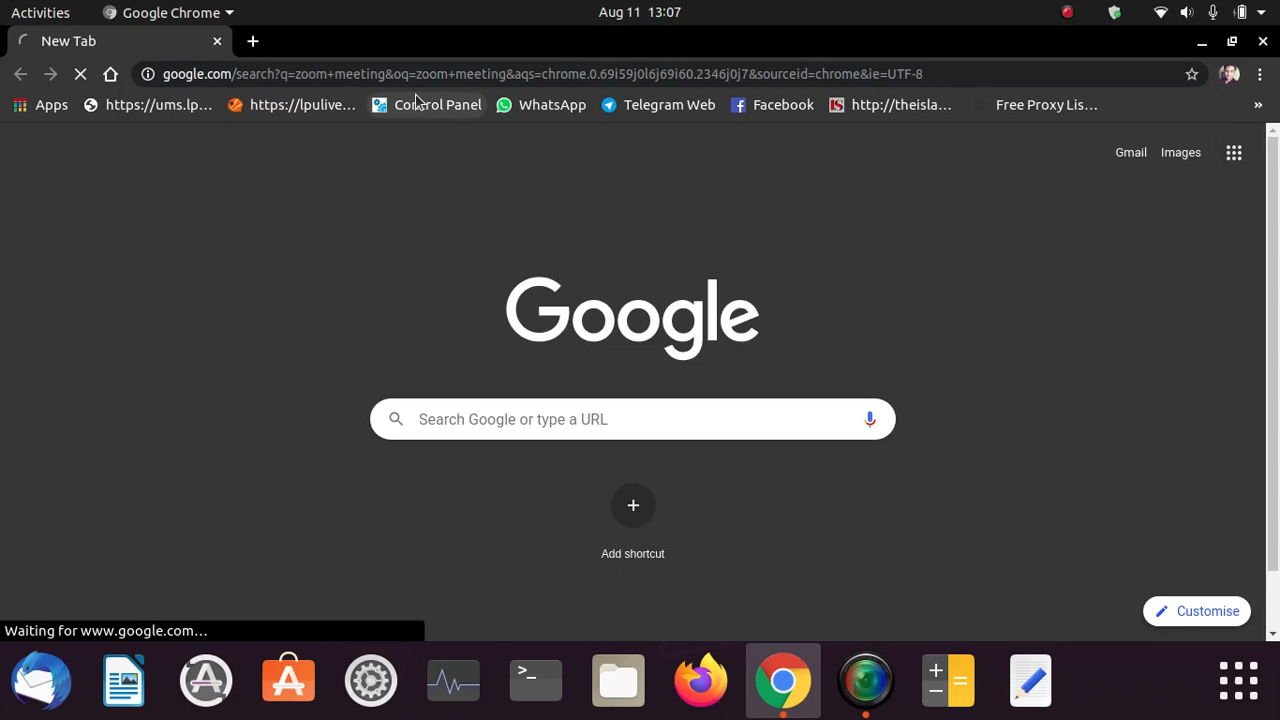 Activities Google Chrome Aug 11 13:07
New Tab
google.com/search?q=zoom+meeting&oq=zoom+meeting&aqs=chrome.0.69i59j0l6j69i60.2346j0j7&sourceid=chrome&ie=UTF-8
Apps https://ums.lp... https://lpulive... Control Panel WhatsApp Telegram Web Facebook http://theisla... Free Proxy Lis... »
Gmail Images
Google
Search Google or type a URL
Add shortcut
Customise
Waiting for www.google.com...